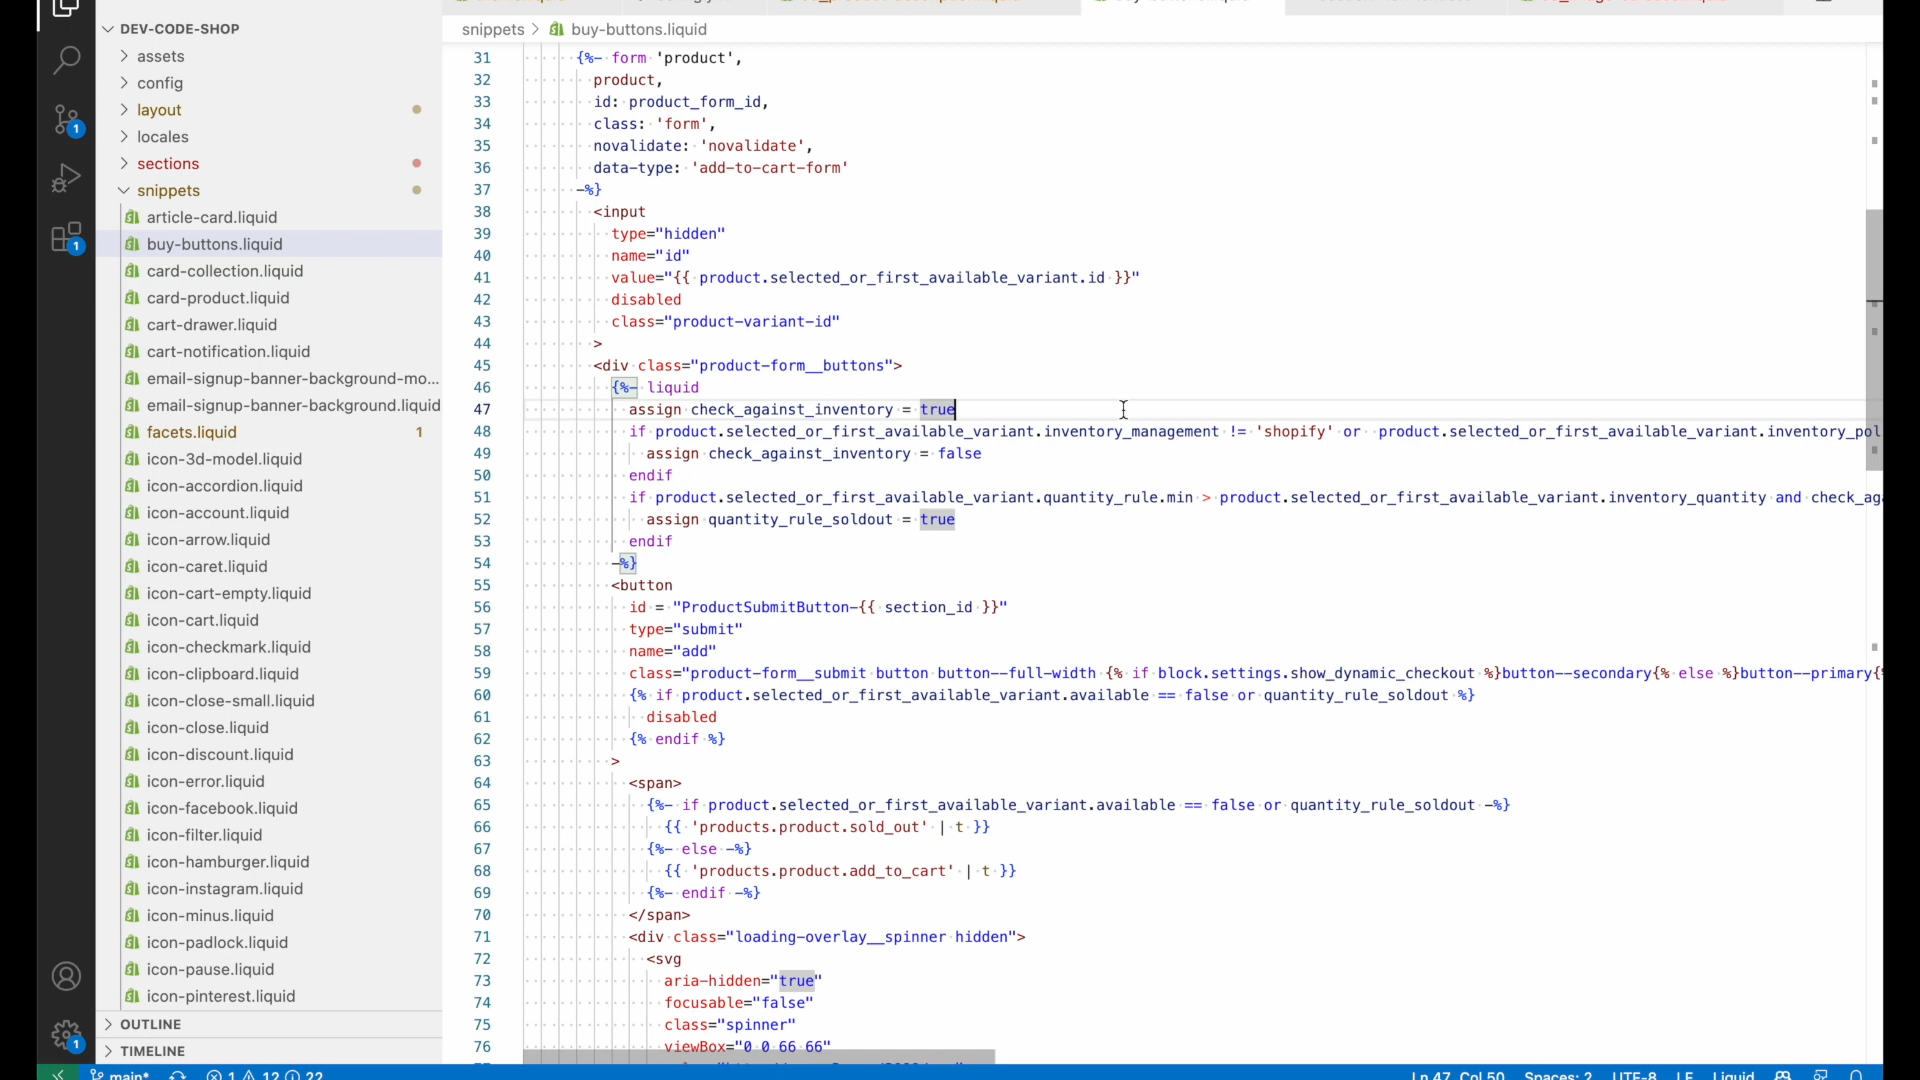 DEV-CODE-SHOP
assets
config
layout
locales
sections
snippets
article-card.liquid
buy-buttons.liquid
card-collection.liquid
card-product.liquid
cart-drawer.liquid
cart-notification.liquid
email-signup-banner-background-mo...
email-signup-banner-background.liquid
facets.liquid 1
icon-3d-model.liquid
icon-accordion.liquid
icon-account.liquid
icon-arrow.liquid
icon-caret.liquid
icon-cart-empty.liquid
icon-cart.liquid
icon-checkmark.liquid
icon-clipboard.liquid
icon-close-small.liquid
icon-close.liquid
icon-discount.liquid
icon-error.liquid
icon-facebook.liquid
icon-filter.liquid
icon-hamburger.liquid
icon-instagram.liquid
icon-minus.liquid
icon-padlock.liquid
icon-pause.liquid
icon-pinterest.liquid
OUTLINE
TIMELINE
1
1
1
snippets > buy-buttons.liquid
31 {%- form 'product',
32 product,
33 id: product_form_id,
34 class: 'form',
35 novalidate: 'novalidate',
36 data-type: 'add-to-cart-form'
37 -%}
38 <input
39 type="hidden"
40 name="id"
41 value="{{ product.selected_or_first_available_variant.id }}"
42 disabled
43 class="product-variant-id"
44 >
45 <div class="product-form__buttons">
46 {%- liquid
47 assign check_against_inventory = true
48 if product.selected_or_first_available_variant.inventory_management != 'shopify' or product.selected_or_first_available_variant.inventory_pol
49 assign check_against_inventory = false
50 endif
51 if product.selected_or_first_available_variant.quantity_rule.min > product.selected_or_first_available_variant.inventory_quantity and check_aga
52 assign quantity_rule_soldout = true
53 endif
54 -%}
55 <button
56 id = "ProductSubmitButton-{{ section_id }}"
57 type="submit"
58 name="add"
59 class="product-form__submit button button--full-width {% if block.settings.show_dynamic_checkout %}button--secondary{% else %}button--primary{%
60 {% if product.selected_or_first_available_variant.available == false or quantity_rule_soldout %}
61 disabled
62 {% endif %}
63 >
64 <span>
65 {%- if product.selected_or_first_available_variant.available == false or quantity_rule_soldout -%}
66 {{ 'products.product.sold_out' | t }}
67 {%- else -%}
68 {{ 'products.product.add_to_cart' | t }}
69 {%- endif -%}
70 </span>
71 <div class="loading-overlay__spinner hidden">
72 <svg
73 aria-hidden="true"
74 focusable="false"
75 class="spinner"
76 viewBox="0 0 66 66"
main* 1 12 22 Ln 47, Col 50 Spaces: 2 UTF-8 LF Liquid